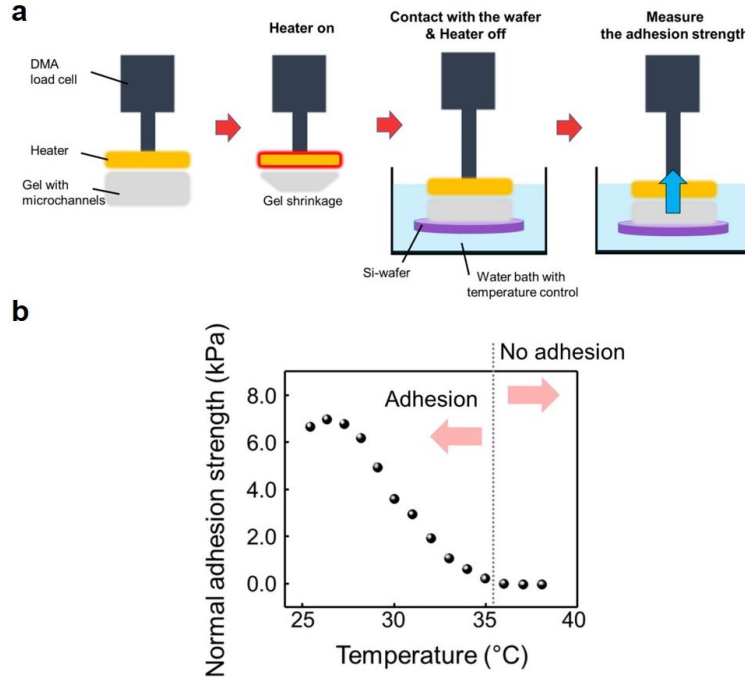 a
Heater on
Contact with the wafer
& Heater off
Measure
the adhesion strength
DMA
load cell
Heater
Gel with
microchannels
Gel shrinkage
Si-wafer
Water bath with
temperature control
b
Normal adhesion strength (kPa)
No adhesion
Adhesion
8.0
6.0
4.0
2.0
0.0
25
30
35
40
Temperature (°C)